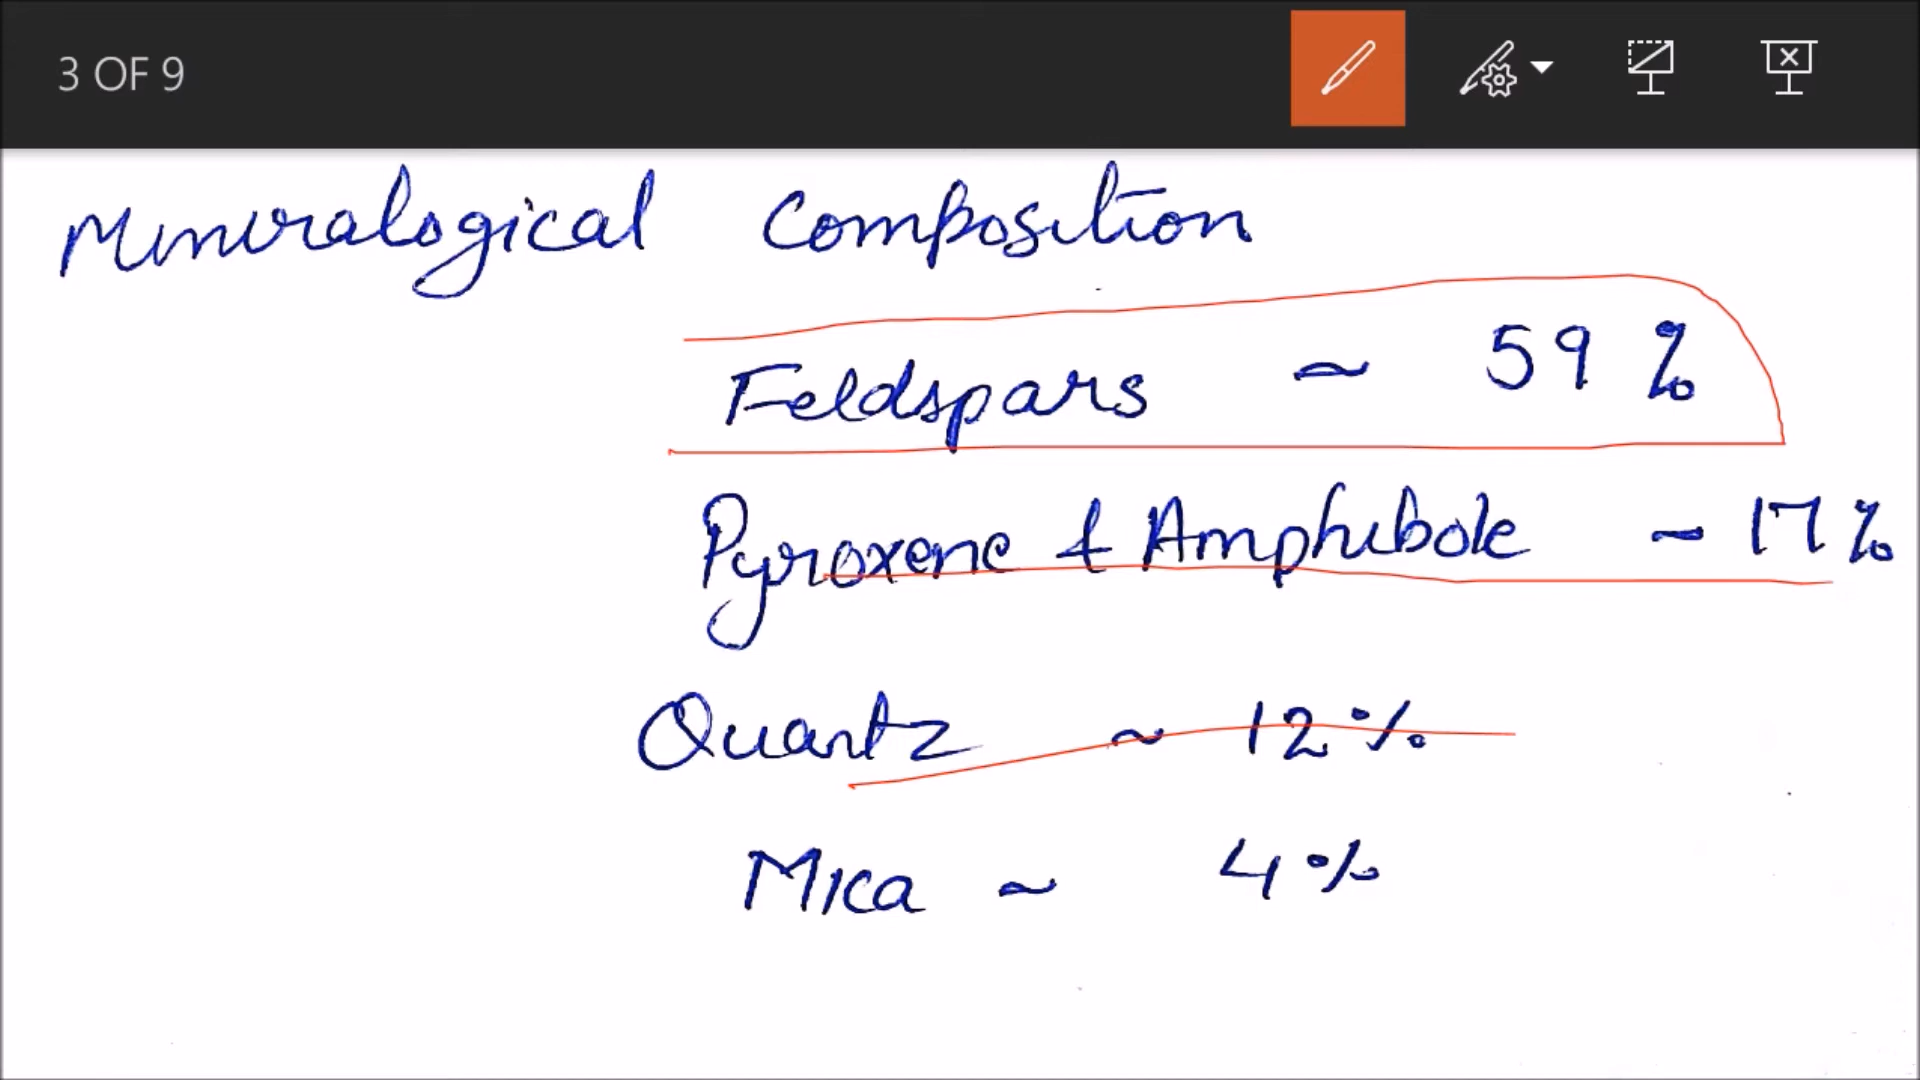 3 OF 9
Mineralogical Composition
Feldspars ~ 59 %
Pyroxene & Amphibole ~ 17 %
Quartz ~ 12 %
Mica ~ 4 %